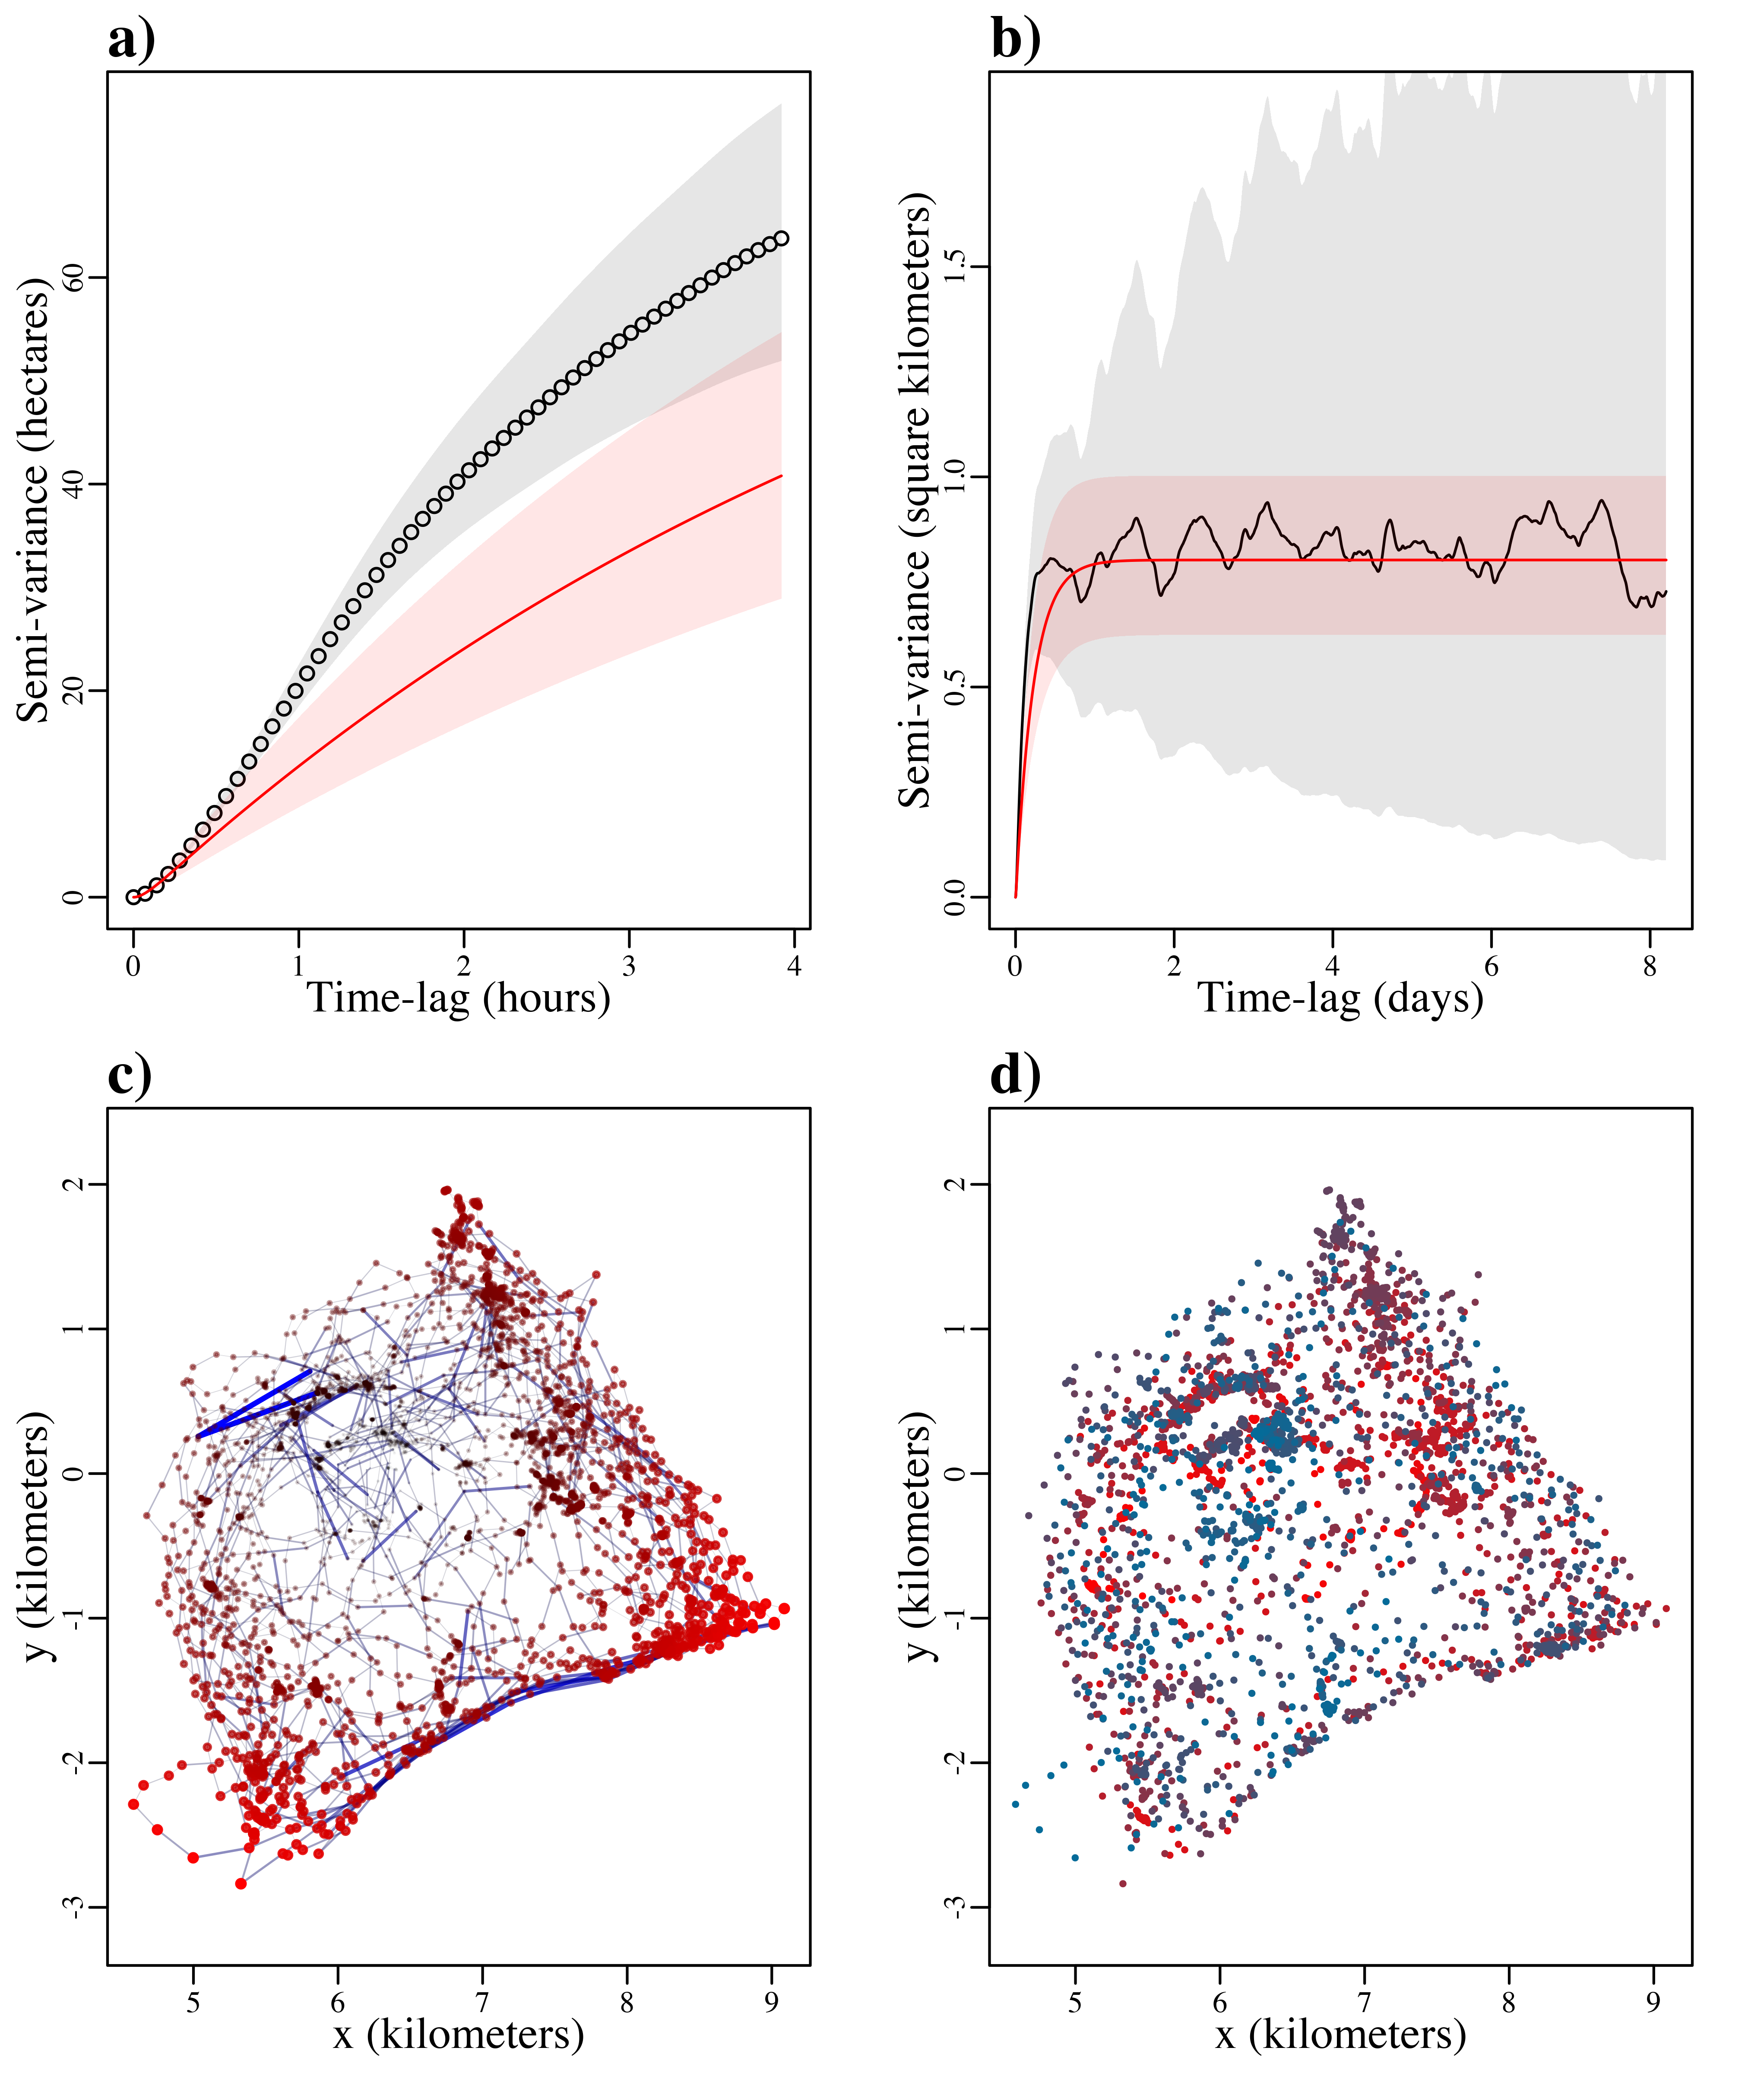 a)
Semi-variance (hectares)
0
20
40
60
0 1 2 3 4
Time-lag (hours)
b)
Semi-variance (square kilometers)
0.0
0.5
1.0
1.5
0 2 4 6 8
Time-lag (days)
c)
y (kilometers)
2
1
0
-1
-2
-3
5 6 7 8 9
x (kilometers)
d)
y (kilometers)
2
1
0
-1
-2
-3
5 6 7 8 9
x (kilometers)